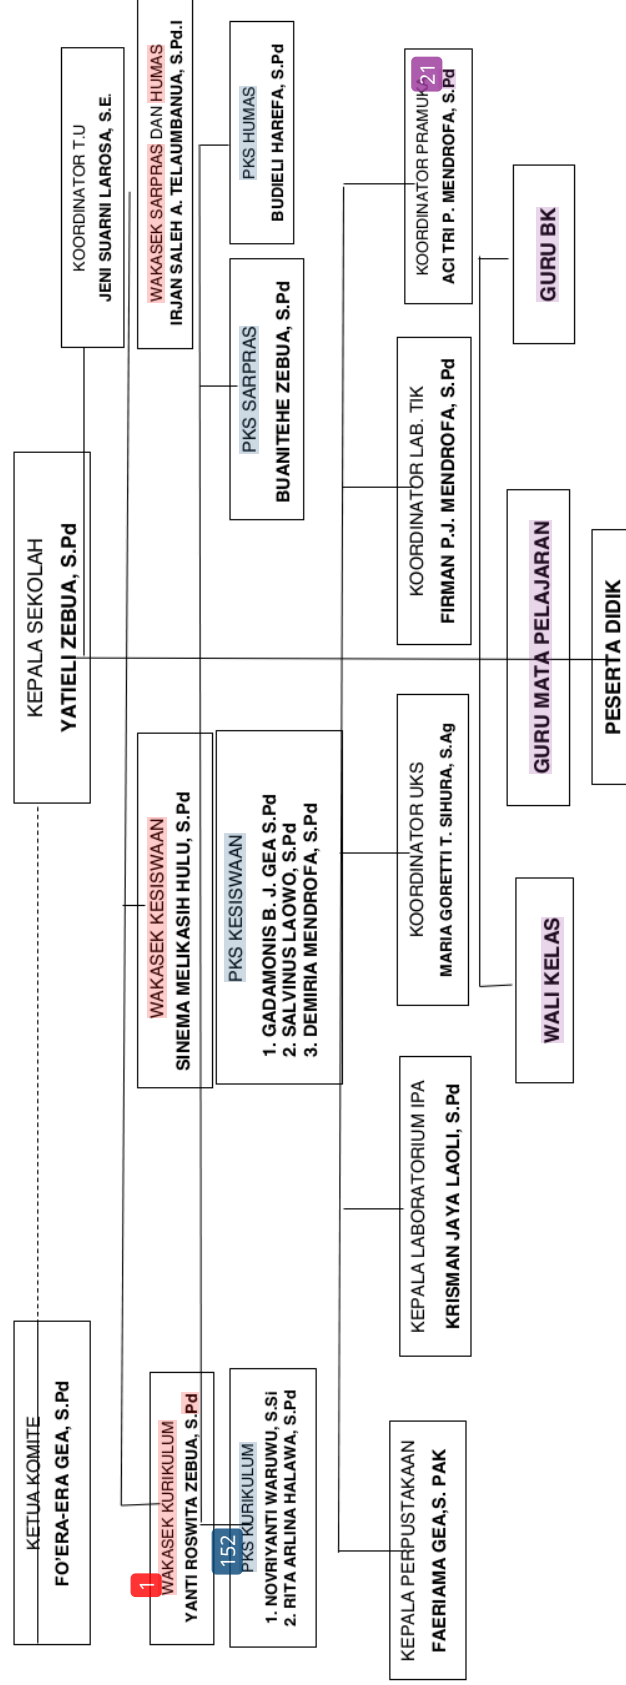 KETUA KOMITE
FO'ERA-ERA GEA, S.Pd
KEPALA SEKOLAH
YATIELI ZEBUA, S.Pd
KOORDINATOR T.U
JENI SUARNI LAROSA, S.E.
1
WAKASEK KURIKULUM
YANTI ROSWITA ZEBUA, S.Pd
WAKASEK KESISWAAN
SINEMA MELIKASIH HULU, S.Pd
WAKASEK SARPRAS DAN HUMAS
IRJAN SALEH A. TELAUMBANUA, S.Pd.I
152
PKS KURIKULUM
1. NOVRIYANTI WARUWU, S.Si
2. RITA ARLINA HALAWA, S.Pd
PKS KESISWAAN
1. GADAMONIS B. J. GEA S.Pd
2. SALVINUS LAOWO, S.Pd
3. DEMIRIA MENDROFA, S.Pd
PKS SARPRAS
BUANITEHE ZEBUA, S.Pd
PKS HUMAS
BUDIELI HAREFA, S.Pd
KEPALA PERPUSTAKAAN
FAERIAMA GEA,S. PAK
KEPALA LABORATORIUM IPA
KRISMAN JAYA LAOLI, S.Pd
KOORDINATOR UKS
MARIA GORETTI T. SIHURA, S.Ag
KOORDINATOR LAB. TIK
FIRMAN P.J. MENDROFA, S.Pd
21
KOORDINATOR PRAMUKA
ACI TRI P. MENDROFA, S.Pd
WALI KELAS
GURU MATA PELAJARAN
GURU BK
PESERTA DIDIK